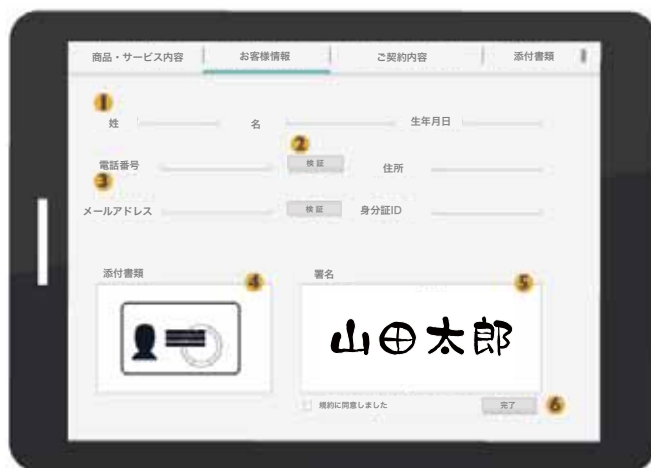 商品・サービス内容 お客様情報 ご契約内容 添付書類
1
姓 名 生年月日
2
電話番号 検証 住所
3
メールアドレス 検証 身分証ID
添付書類 4 署名 5
山田太郎
規約に同意しました 完了 6